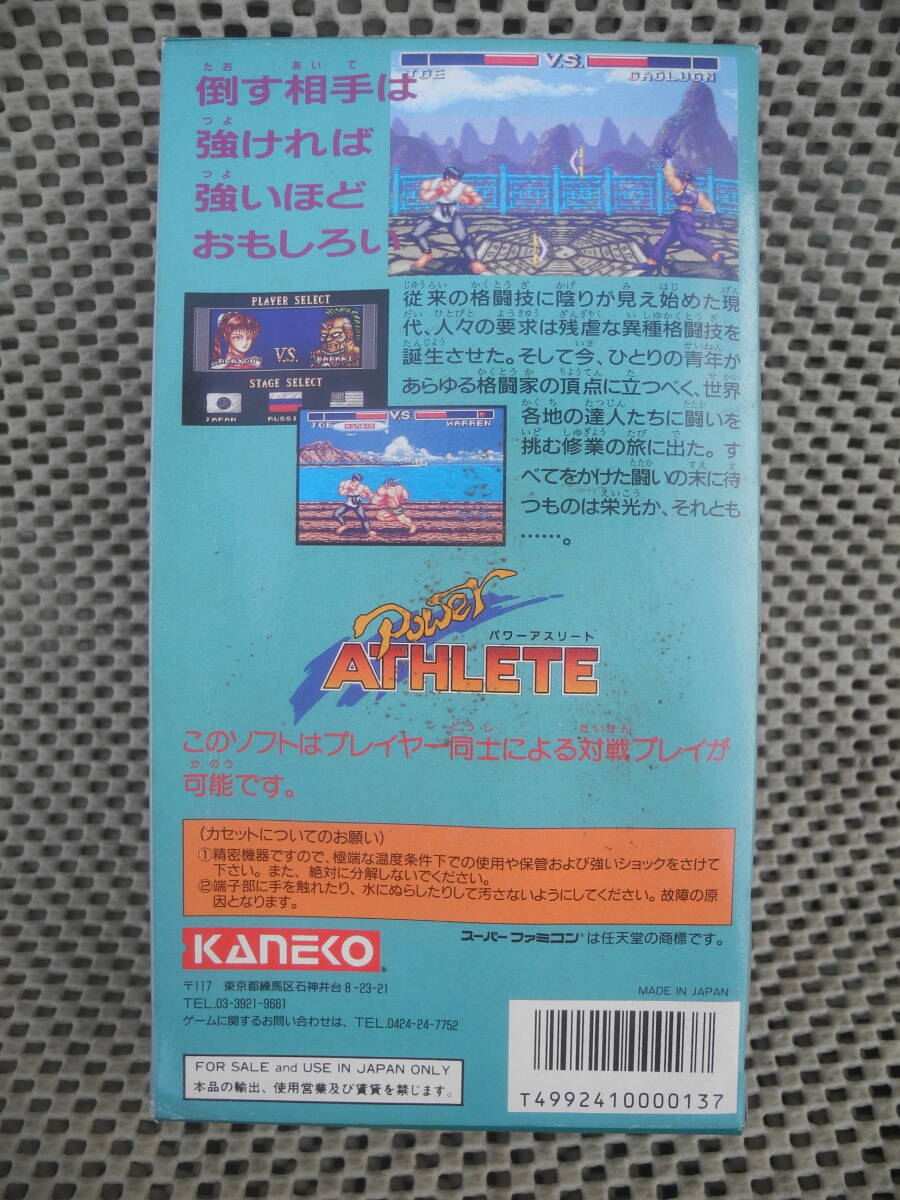 倒す相手は
強ければ
強いほど
おもしろい
JOE V.S. GAOLUON
PLAYER SELECT
REAYON V.S. BARAKI
STAGE SELECT
JAPAN RUSSI
JOE KANEKO V.S. WARREN
従来の格闘技に陰りが見え始めた現
代、人々の要求は残虐な異種格闘技を
誕生させた。そして今、ひとりの青年が
あらゆる格闘家の頂点に立つべく、世界
各地の達人たちに闘いを
挑む修業の旅に出た。す
べてをかけた闘いの末に待
つものは栄光か、それとも
……。
Power
パワーアスリート
ATHLETE
このソフトはプレイヤー同士による対戦プレイが
可能です。
(カセットについてのお願い)
①精密機器ですので、極端な温度条件下での使用や保管および強いショックをさけて
下さい。また、絶対に分解しないでください。
②端子部に手を触れたり、水にぬらしたりして汚さないようにしてください。故障の原
因となります。
KANEKO®
スーパーファミコン®は任天堂の商標です。
〒117 東京都練馬区石神井台8-23-21
TEL.03-3921-9661
ゲームに関するお問い合わせは、TEL.0424-24-7752
MADE IN JAPAN
FOR SALE and USE IN JAPAN ONLY
本品の輸出、使用営業及び賃貸を禁じます。
T4992410000137